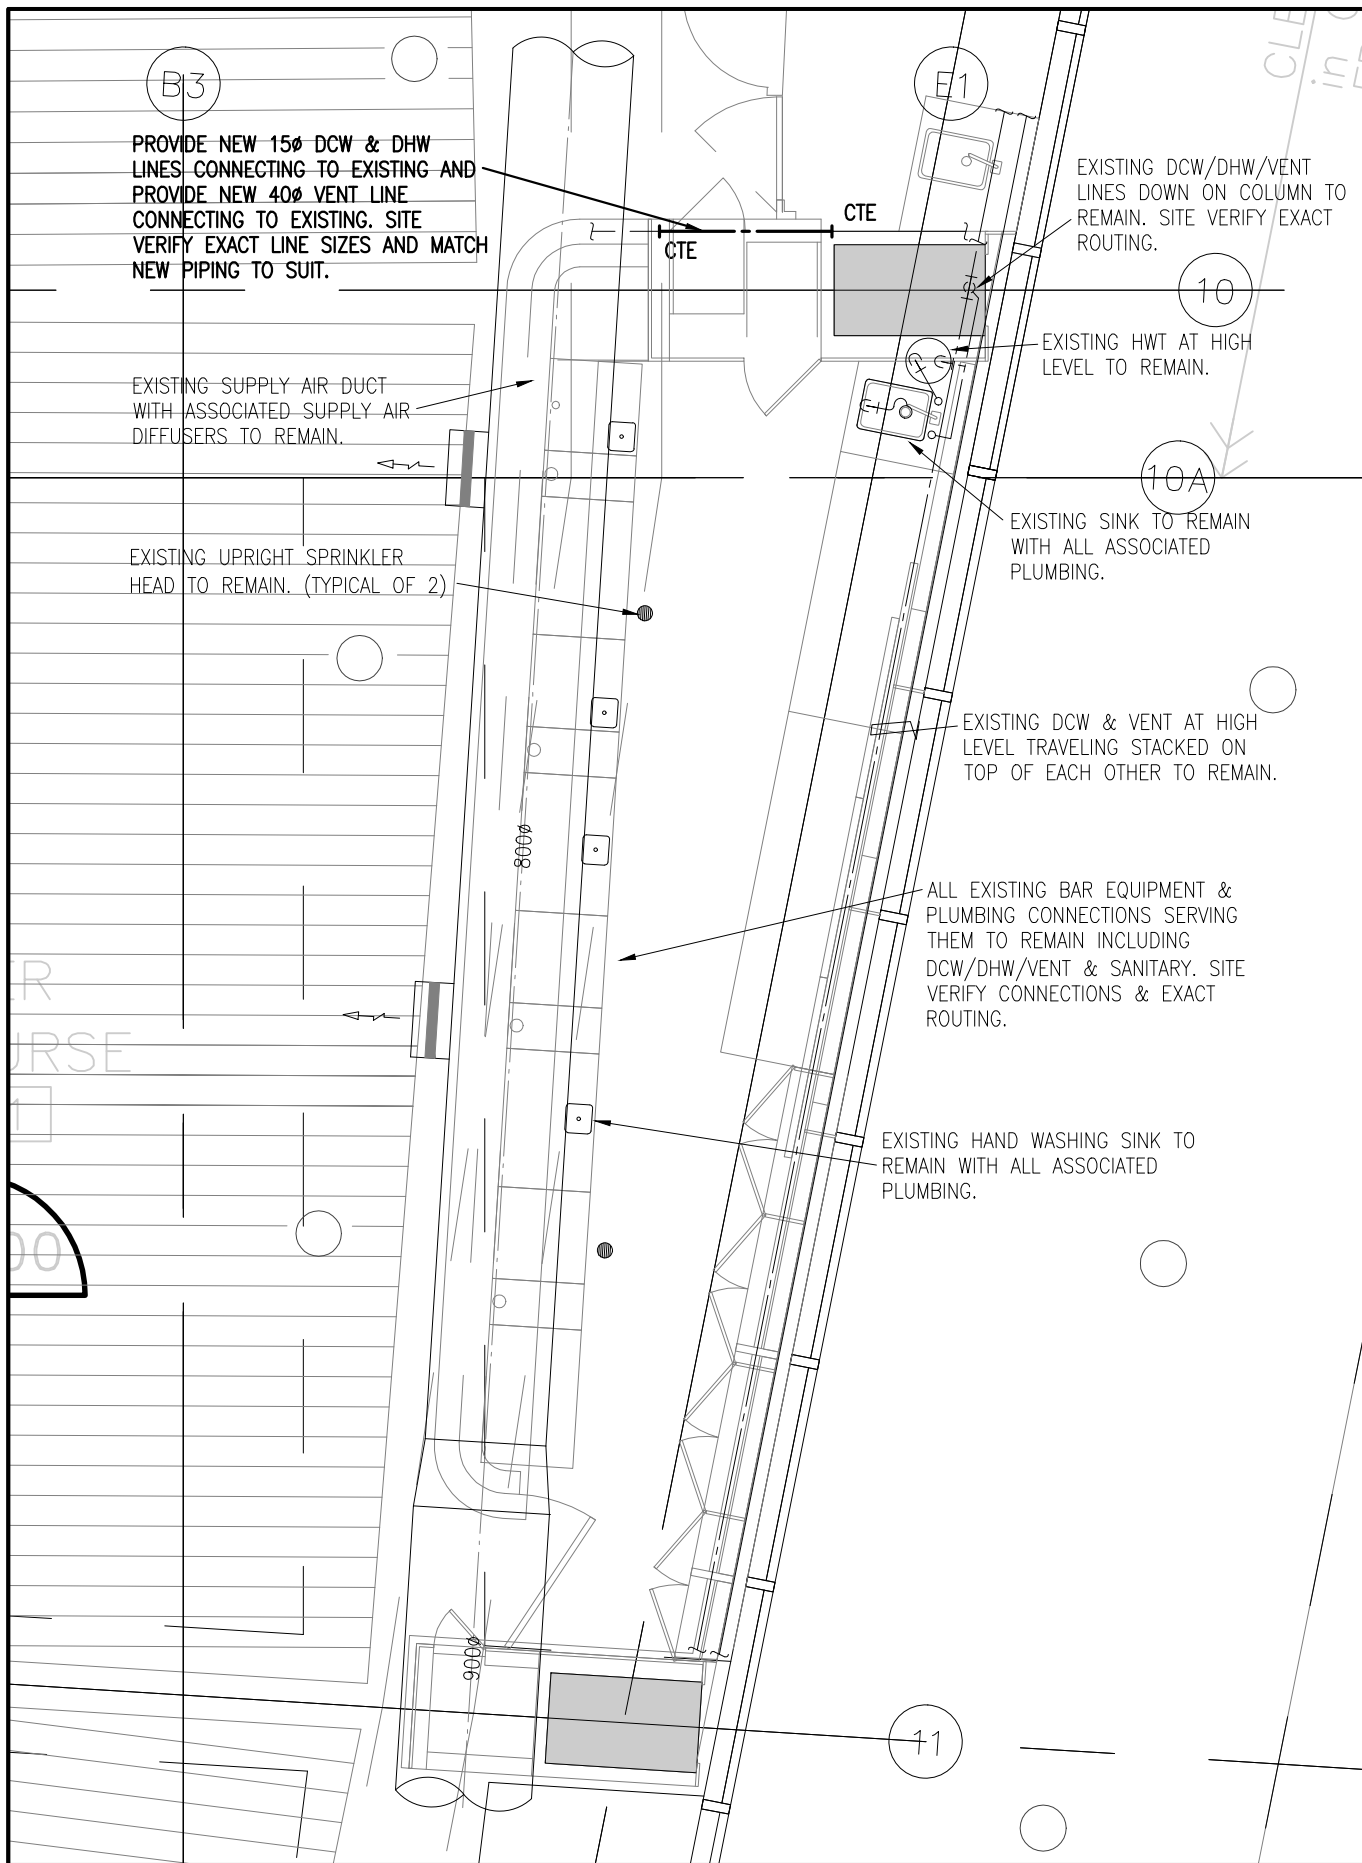 B3
E1
CLE
in
PROVIDE NEW 15ø DCW & DHW
LINES CONNECTING TO EXISTING AND
PROVIDE NEW 40ø VENT LINE
CONNECTING TO EXISTING. SITE
VERIFY EXACT LINE SIZES AND MATCH
NEW PIPING TO SUIT.
CTE
CTE
EXISTING DCW/DHW/VENT
LINES DOWN ON COLUMN TO
REMAIN. SITE VERIFY EXACT
ROUTING.
10
EXISTING HWT AT HIGH
LEVEL TO REMAIN.
EXISTING SUPPLY AIR DUCT
WITH ASSOCIATED SUPPLY AIR
DIFFUSERS TO REMAIN.
10A
EXISTING SINK TO REMAIN
WITH ALL ASSOCIATED
PLUMBING.
EXISTING UPRIGHT SPRINKLER
HEAD TO REMAIN. (TYPICAL OF 2)
EXISTING DCW & VENT AT HIGH
LEVEL TRAVELING STACKED ON
TOP OF EACH OTHER TO REMAIN.
800ø
ALL EXISTING BAR EQUIPMENT &
PLUMBING CONNECTIONS SERVING
THEM TO REMAIN INCLUDING
DCW/DHW/VENT & SANITARY. SITE
VERIFY CONNECTIONS & EXACT
ROUTING.
ER
URSE
1
EXISTING HAND WASHING SINK TO
REMAIN WITH ALL ASSOCIATED
PLUMBING.
00
900ø
11